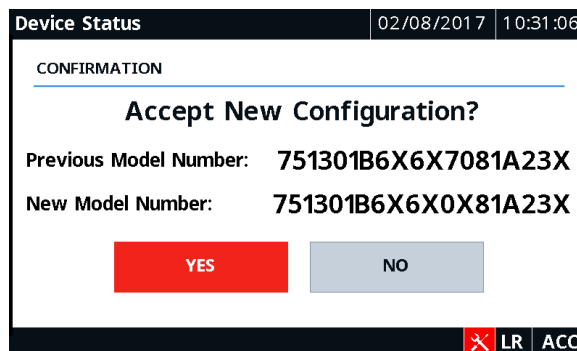 Device Status 02/08/2017 10:31:06
CONFIRMATION
Accept New Configuration?
Previous Model Number: 751301B6X6X7081A23X
New Model Number: 751301B6X6X0X81A23X
YES NO
LR ACC